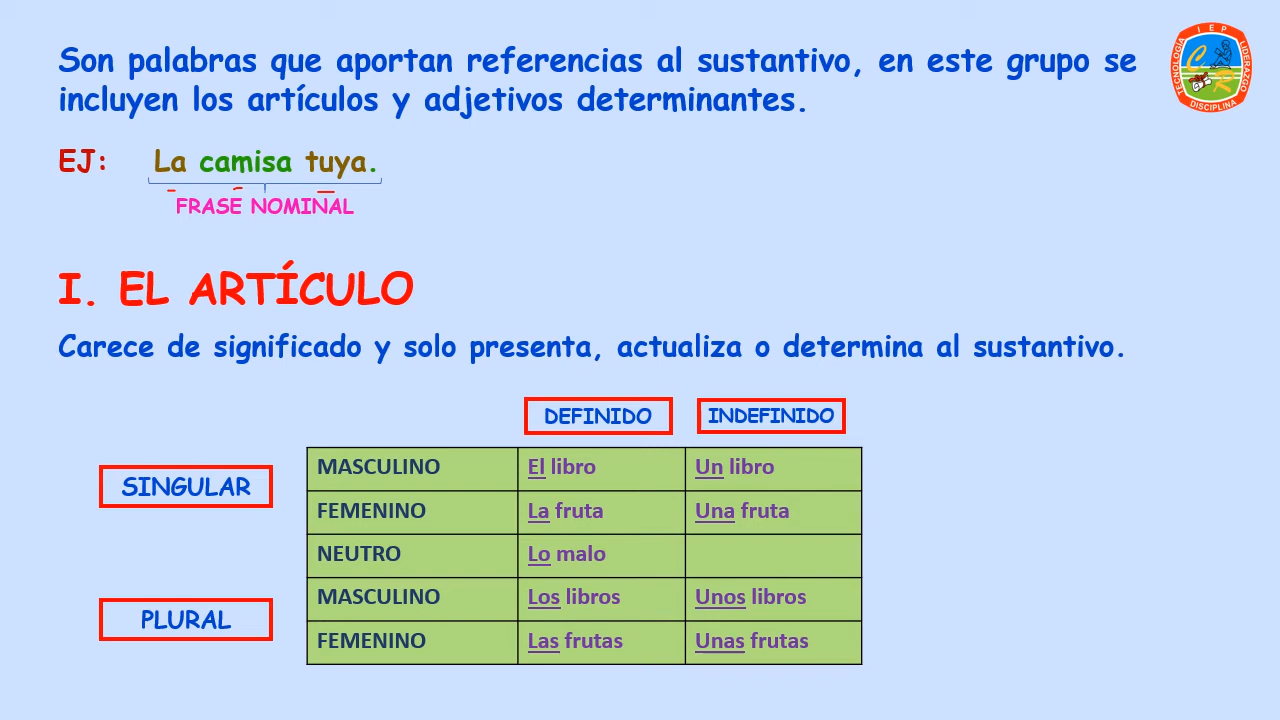 Son palabras que aportan referencias al sustantivo, en este grupo se
incluyen los artículos y adjetivos determinantes.
I E P
TECNOLOGÍA
LIDERAZGO
DISCIPLINA
EJ: La camisa tuya.
FRASE NOMINAL
I. EL ARTÍCULO
Carece de significado y solo presenta, actualiza o determina al sustantivo.
DEFINIDO INDEFINIDO
SINGULAR
MASCULINO El libro Un libro
FEMENINO La fruta Una fruta
NEUTRO Lo malo
PLURAL
MASCULINO Los libros Unos libros
FEMENINO Las frutas Unas frutas